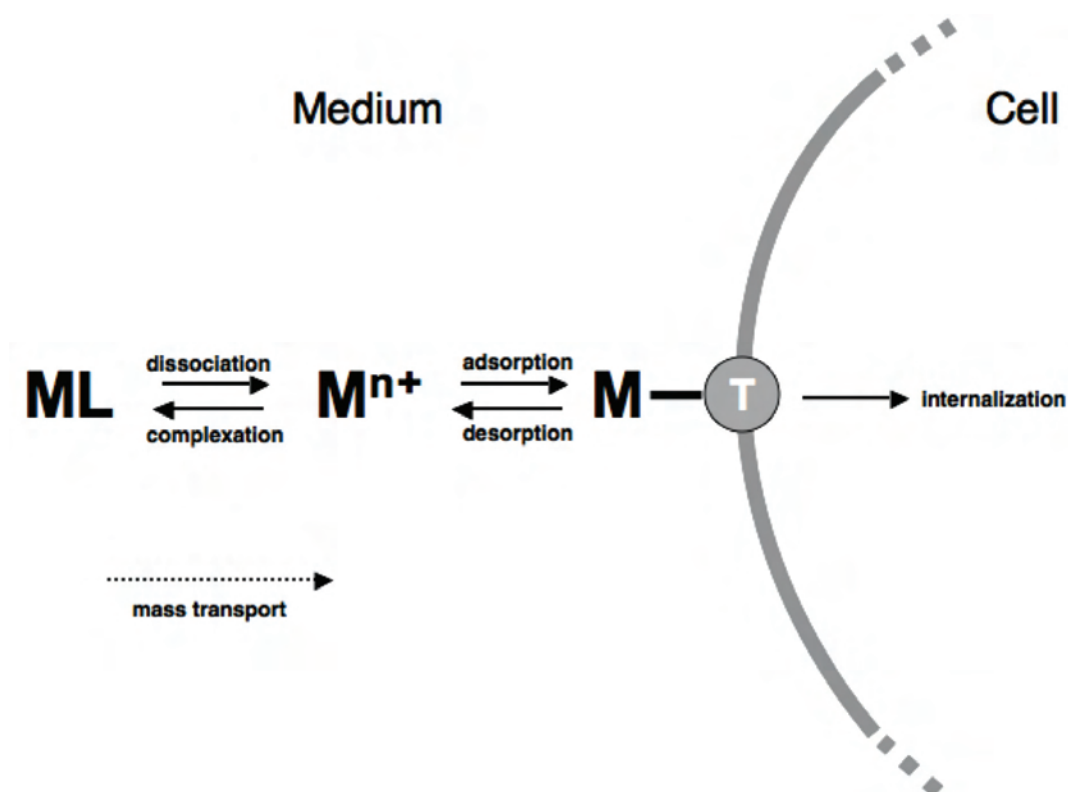 Medium
Cell
dissociation
adsorption
ML
Mⁿ⁺
M
T
internalization
complexation
desorption
mass transport